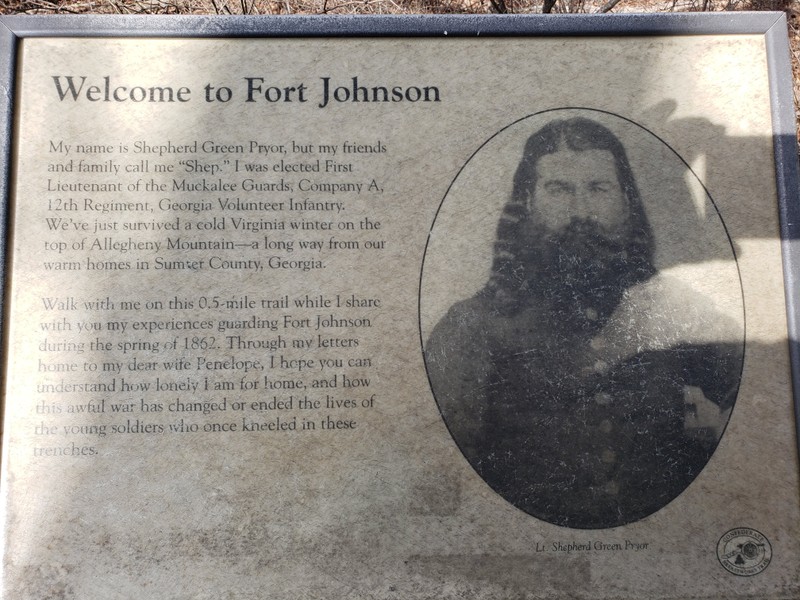 Welcome to Fort Johnson
My name is Shepherd Green Pryor, but my friends
and family call me “Shep.” I was elected First
Lieutenant of the Muckalee Guards, Company A,
12th Regiment, Georgia Volunteer Infantry.
We’ve just survived a cold Virginia winter on the
top of Allegheny Mountain—a long way from our
warm homes in Sumter County, Georgia.
Walk with me on this 0.5-mile trail while I share
with you my experiences guarding Fort Johnson
during the spring of 1862. Through my letters
home to my dear wife Penelope, I hope you can
understand how lonely I am for home, and how
this awful war has changed or ended the lives of
the young soldiers who once kneeled in these
trenches.
Lt. Shepherd Green Pryor